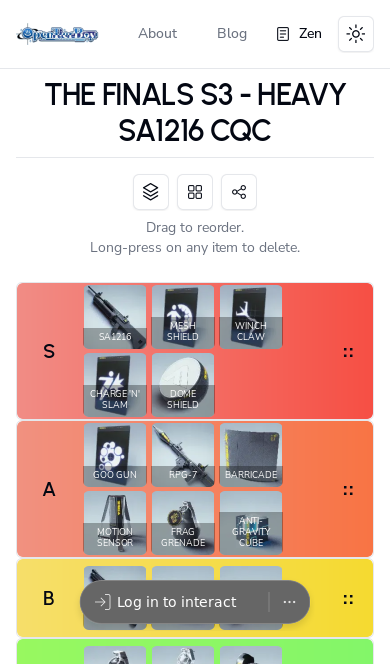 OpenTierBoy
About
Blog
Zen
THE FINALS S3 - HEAVY
SA1216 CQC
Drag to reorder.
Long-press on any item to delete.
S
SA1216
MESH
SHIELD
WINCH
CLAW
CHARGE 'N'
SLAM
DOME
SHIELD
A
GOO GUN
RPG-7
BARRICADE
MOTION
SENSOR
FRAG
GRENADE
ANTI-
GRAVITY
CUBE
B
Log in to interact